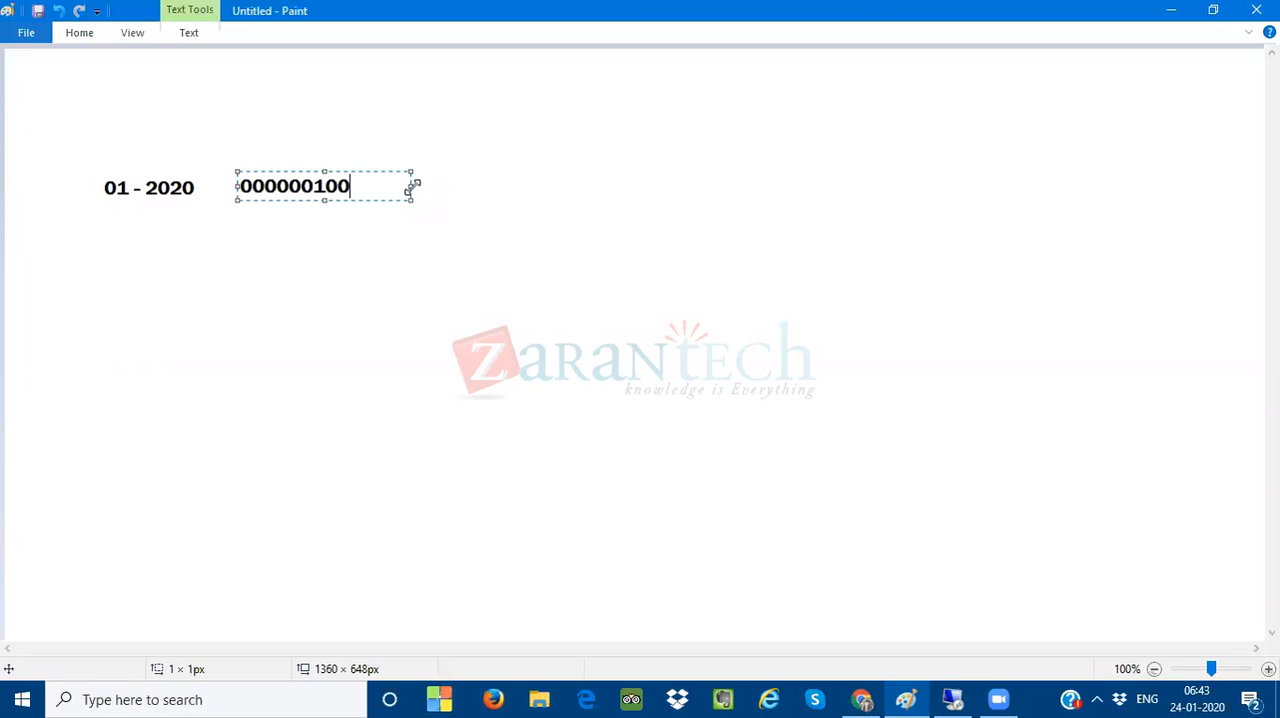 Text Tools
Untitled - Paint
File
Home
View
Text
01 - 2020
000000100
zarantech
knowledge is Everything
1 × 1px
1360 × 648px
100%
Type here to search
ENG
06:43
24-01-2020
2